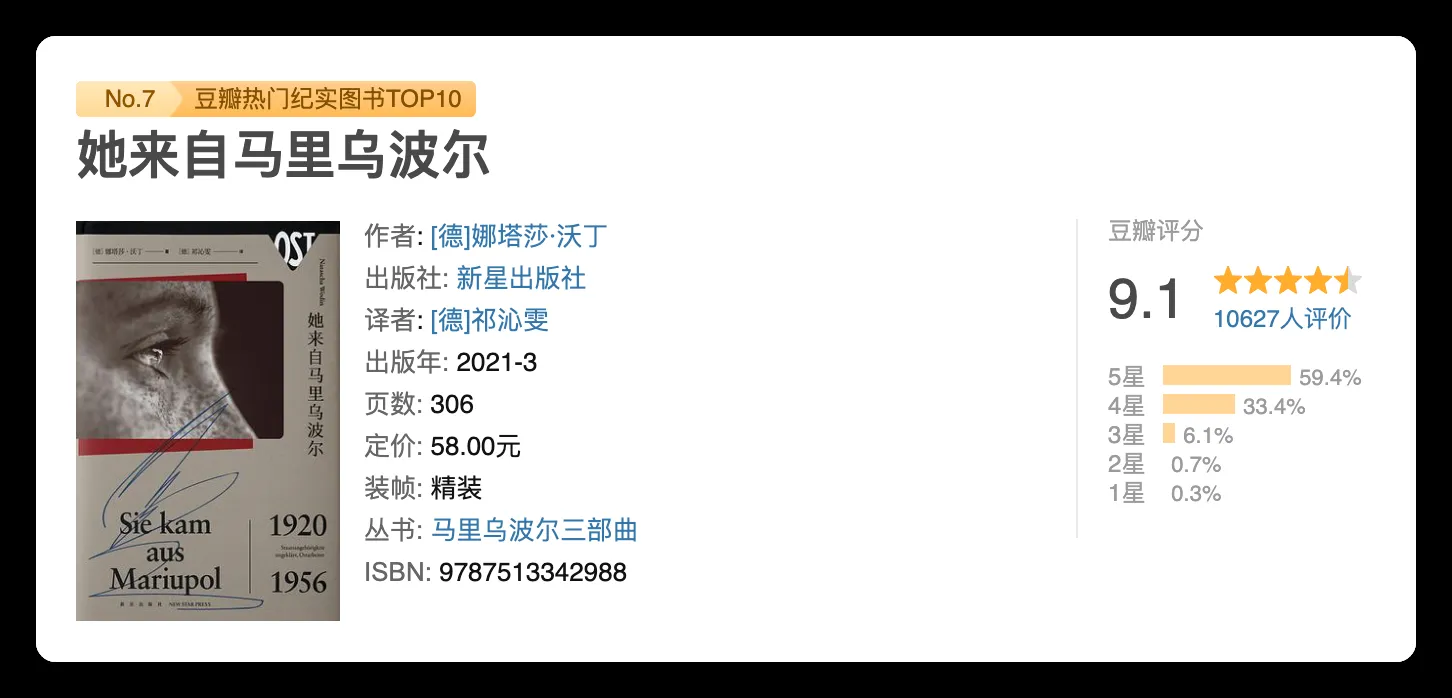 No.7 豆瓣热门纪实图书TOP10
她来自马里乌波尔
[德]娜塔莎·沃丁 [德]祁沁雯
OST
Natascha Wodin
她来自马里乌波尔
Sie kam
aus
Mariupol
1920
1956
新星出版社 NEW STAR PRESS
作者: [德]娜塔莎·沃丁
出版社: 新星出版社
译者: [德]祁沁雯
出版年: 2021-3
页数: 306
定价: 58.00元
装帧: 精装
丛书: 马里乌波尔三部曲
ISBN: 9787513342988
豆瓣评分
9.1
10627人评价
5星 59.4%
4星 33.4%
3星 6.1%
2星 0.7%
1星 0.3%